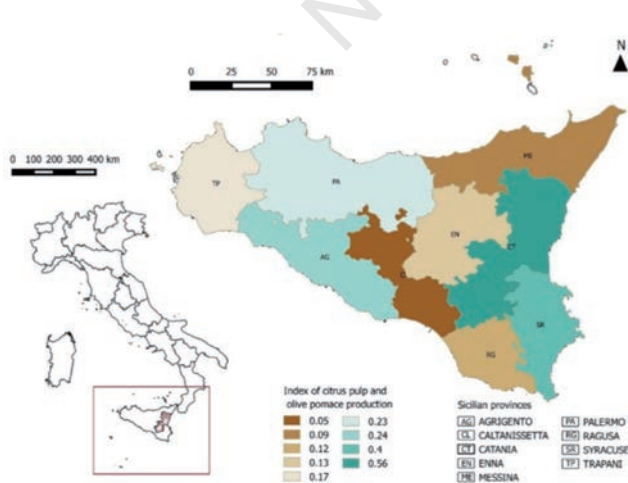 N
N
0 25 50 75 km
0 100 200 300 400 km
ME
TP
PA
EN
CT
AG
C
SR
RG
Index of citrus pulp and
olive pomace production
0.05
0.09
0.12
0.13
0.17
0.23
0.24
0.4
0.56
Sicilian provinces
AG AGRIGENTO
CL CALTANISSETTA
CT CATANIA
EN ENNA
ME MESSINA
PA PALERMO
RG RAGUSA
SR SYRACUSE
TP TRAPANI